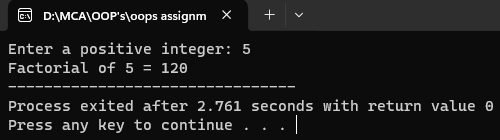 D:\MCA\OOP's\oops assignm
Enter a positive integer: 5
Factorial of 5 = 120
--------------------------------
Process exited after 2.761 seconds with return value 0
Press any key to continue . . .